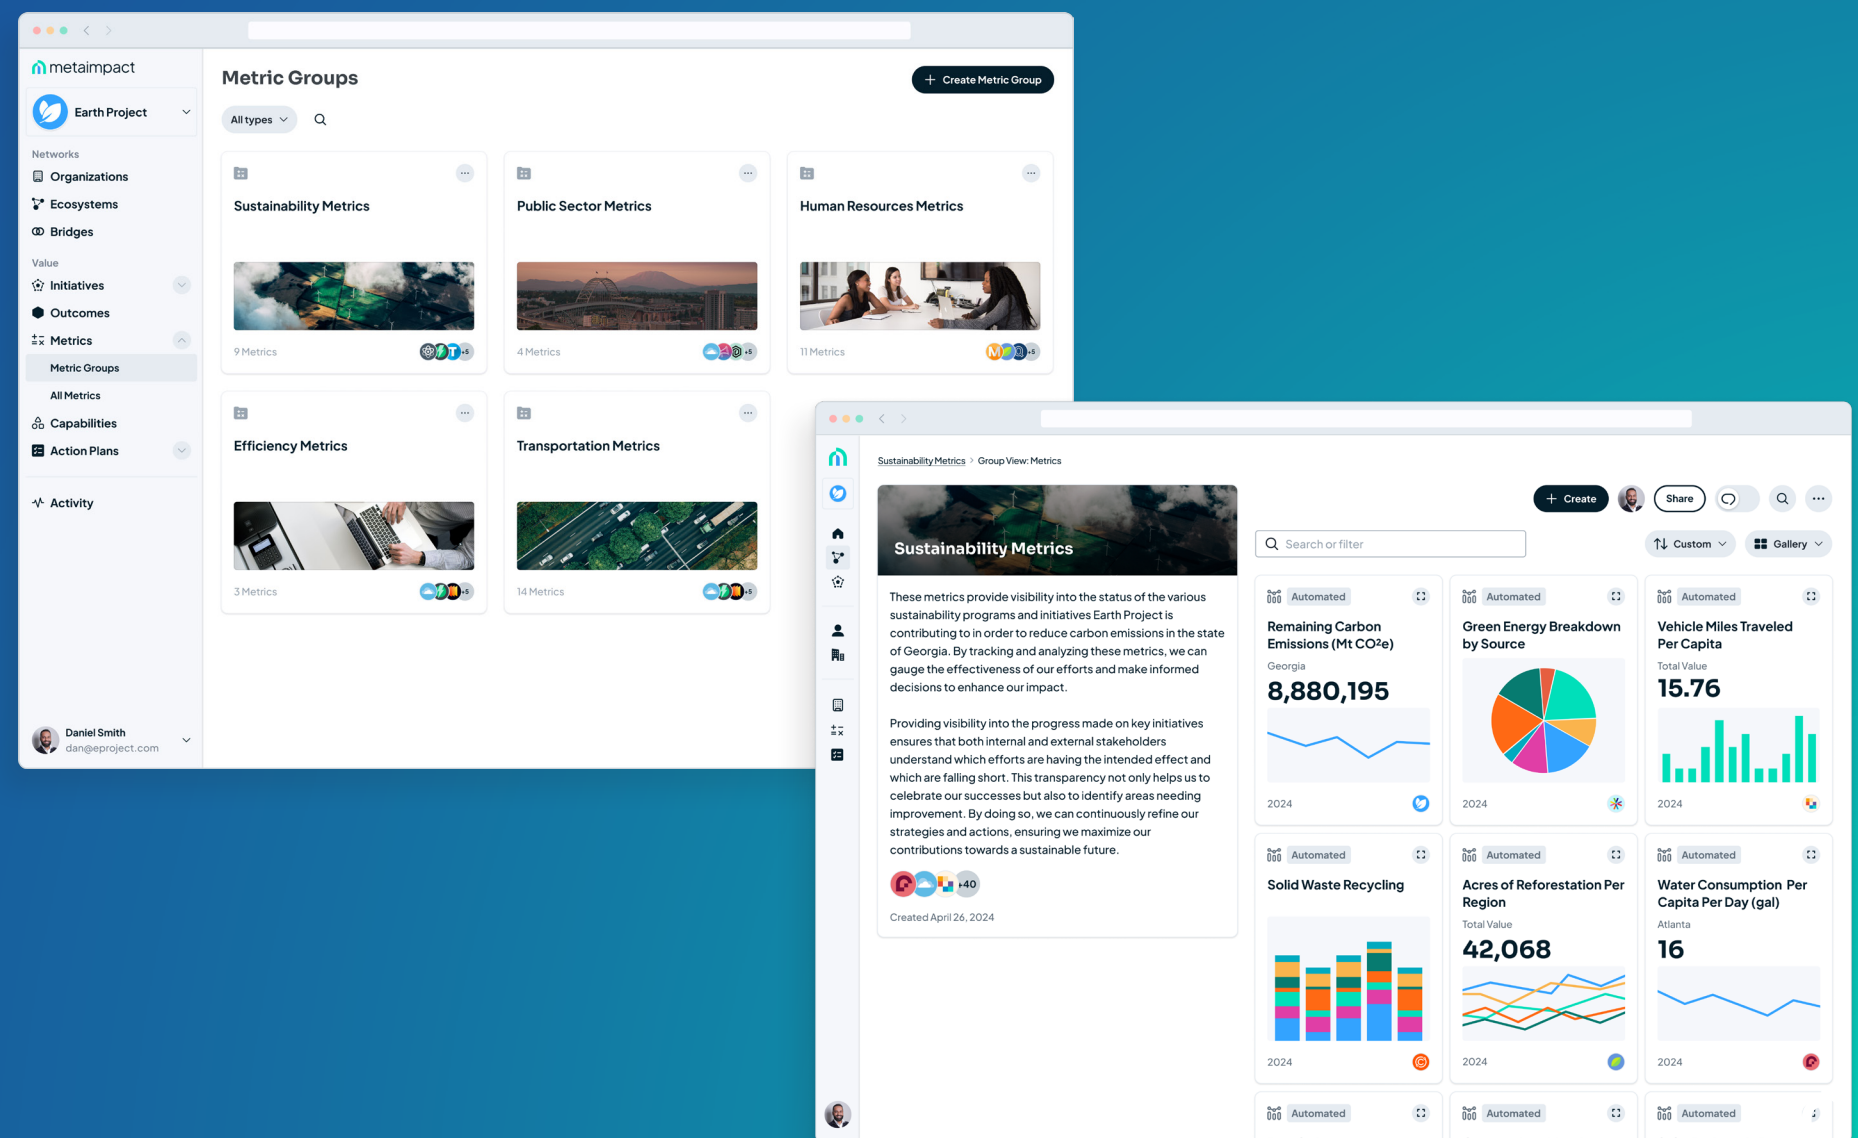 metaimpact
Earth Project
Networks
Organizations
Ecosystems
Bridges
Value
Initiatives
Outcomes
Metrics
Metric Groups
All Metrics
Capabilities
Action Plans
Activity
Daniel Smith
dan@eproject.com
Metric Groups
+ Create Metric Group
All types
Sustainability Metrics
9 Metrics
+5
Public Sector Metrics
4 Metrics
+5
Human Resources Metrics
11 Metrics
M
+5
Efficiency Metrics
3 Metrics
+5
Transportation Metrics
14 Metrics
+5
Sustainability Metrics > Group View: Metrics
Sustainability Metrics
These metrics provide visibility into the status of the various
sustainability programs and initiatives Earth Project is
contributing to in order to reduce carbon emissions in the state
of Georgia. By tracking and analyzing these metrics, we can
gauge the effectiveness of our efforts and make informed
decisions to enhance our impact.
Providing visibility into the progress made on key initiatives
ensures that both internal and external stakeholders
understand which efforts are having the intended effect and
which are falling short. This transparency not only helps us to
celebrate our successes but also to identify areas needing
improvement. By doing so, we can continuously refine our
strategies and actions, ensuring we maximize our
contributions towards a sustainable future.
+40
Created April 26, 2024
+ Create
Share
Search or filter
Custom
Gallery
Automated
Remaining Carbon
Emissions (Mt CO²e)
Georgia
8,880,195
2024
Automated
Green Energy Breakdown
by Source
2024
Automated
Vehicle Miles Traveled
Per Capita
Total Value
15.76
2024
Automated
Solid Waste Recycling
2024
Automated
Acres of Reforestation Per
Region
Total Value
42,068
2024
Automated
Water Consumption Per
Capita Per Day (gal)
Atlanta
16
2024
Automated
Automated
Automated